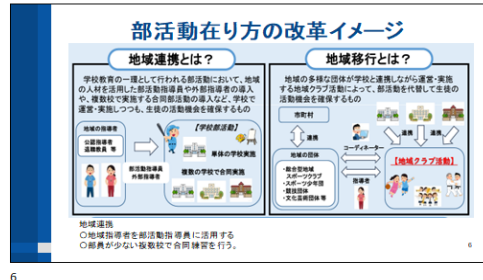 部活動在り方の改革イメージ
地域連携とは？
学校教育の一環として行われる部活動において、地域
の人材を活用した部活動指導員や外部指導者の導入
や、複数校で実施する合同部活動の導入など、学校で
運営・実施しつつも、生徒の活動機会を確保するもの
地域の指導者
公認指導者
退職教員 等
部活動指導員
外部指導者
【学校部活動】
単体の学校実施
複数の学校で合同実施
地域移行とは？
地域の多様な団体が学校と連携しながら運営・実施
する地域クラブ活動によって、部活動を代替して生徒の
活動機会を確保するもの
市町村
連携
コーディネーター
連携
連携
地域の団体
・総合型地域
スポーツクラブ
・スポーツ少年団
・競技団体
・文化芸術団体 等
指導者
【地域クラブ活動】
地域連携
○地域指導者を部活動指導員に活用する
○部員が少ない複数校で合同練習を行う。
6
6